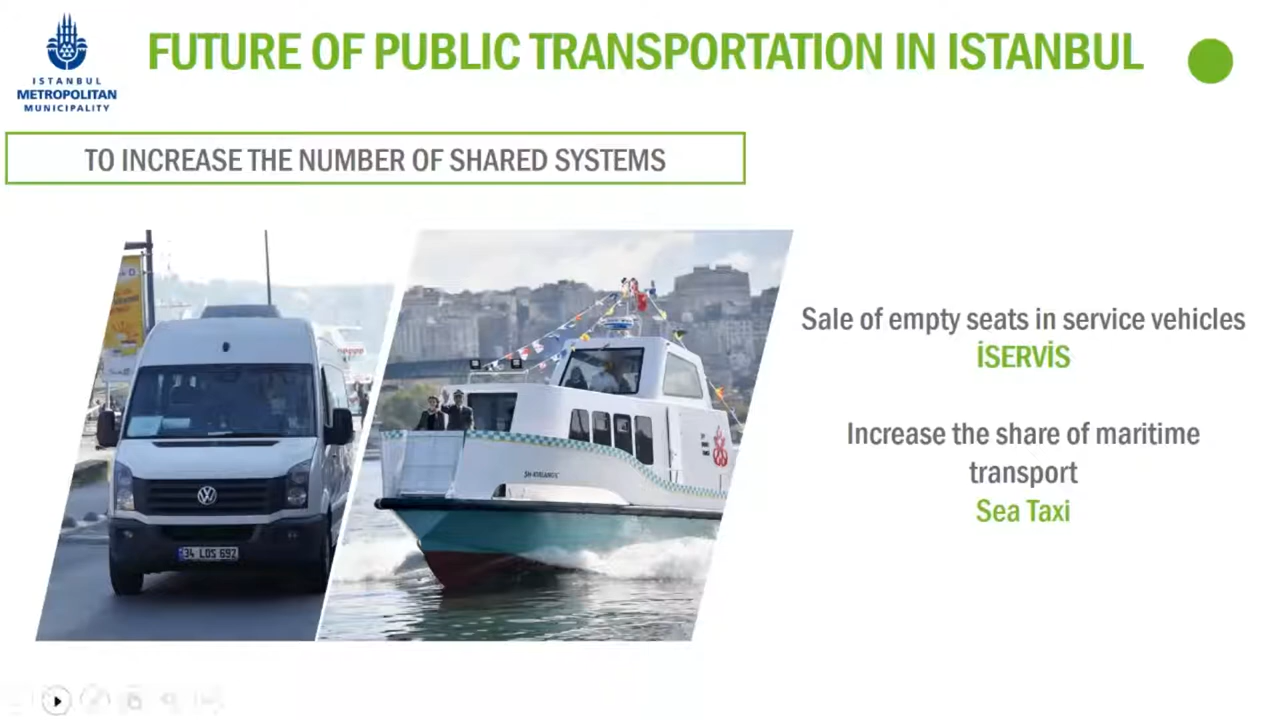 ISTANBUL
METROPOLITAN
MUNICIPALITY
FUTURE OF PUBLIC TRANSPORTATION IN ISTANBUL
TO INCREASE THE NUMBER OF SHARED SYSTEMS
Sale of empty seats in service vehicles
İSERVİS
Increase the share of maritime
transport
Sea Taxi
34 LOS 692